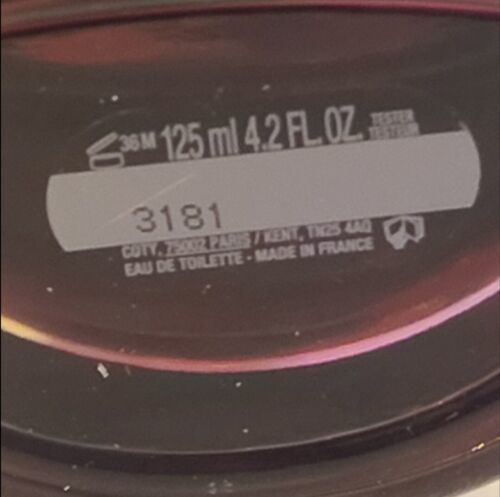 36M 125 ml 4.2 FL. OZ. TESTER
TESTEUR
3181
COTY, 75002 PARIS / KENT, TN25 4AQ
EAU DE TOILETTE - MADE IN FRANCE